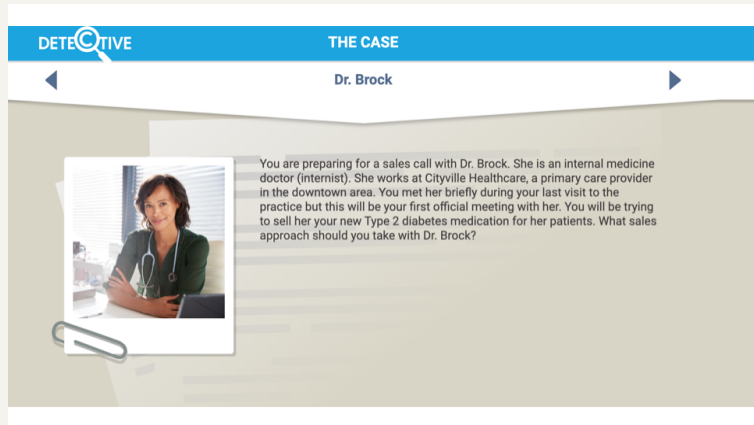 DETECTIVE
THE CASE
Dr. Brock
You are preparing for a sales call with Dr. Brock. She is an internal medicine
doctor (internist). She works at Cityville Healthcare, a primary care provider
in the downtown area. You met her briefly during your last visit to the
practice but this will be your first official meeting with her. You will be trying
to sell her your new Type 2 diabetes medication for her patients. What sales
approach should you take with Dr. Brock?